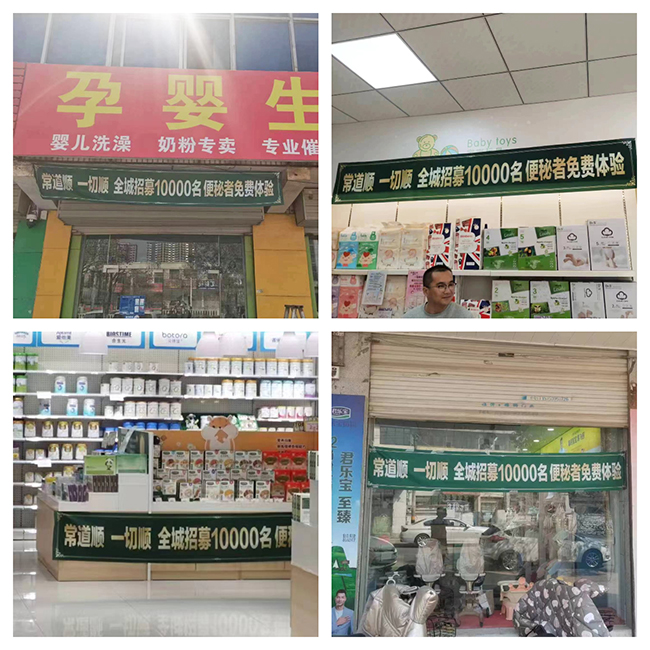 孕婴生
婴儿洗澡 奶粉专卖 专业催
常道顺 一切顺 全城招募10000名便秘者免费体验
Baby toys
常道顺 一切顺 全城招募10000名便秘者免费体验
BIOSTIME
常道顺 一切顺 全城招募10000名便秘
君乐宝
至臻
常道顺 一切顺 全城招募10000名便秘者免费体验